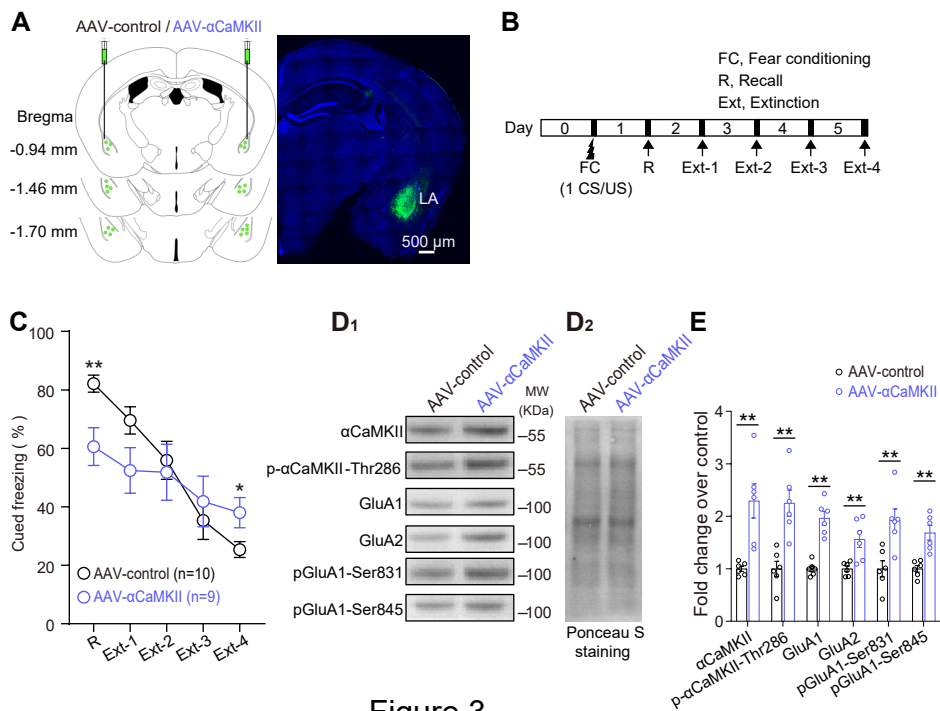 A
AAV-control / AAV-αCaMKII
Bregma
-0.94 mm
-1.46 mm
-1.70 mm
LA
500 µm
B
FC, Fear conditioning
R, Recall
Ext, Extinction
Day 0 1 2 3 4 5
FC R Ext-1 Ext-2 Ext-3 Ext-4
(1 CS/US)
C
Cued freezing ( % )
100
80
60
40
20
0
**
*
AAV-control (n=10)
AAV-αCaMKII (n=9)
R Ext-1 Ext-2 Ext-3 Ext-4
D1
AAV-control AAV-αCaMKII
MW
(KDa)
αCaMKII –55
p-αCaMKII-Thr286 –55
GluA1 –100
GluA2 –100
pGluA1-Ser831 –100
pGluA1-Ser845 –100
D2
AAV-control AAV-αCaMKII
Ponceau S
staining
E
AAV-control
AAV-αCaMKII
Fold change over control
4
3
2
1
0
** ** ** ** ** **
αCaMKII p-αCaMKII-Thr286 GluA1 GluA2 pGluA1-Ser831 pGluA1-Ser845
Figure 3